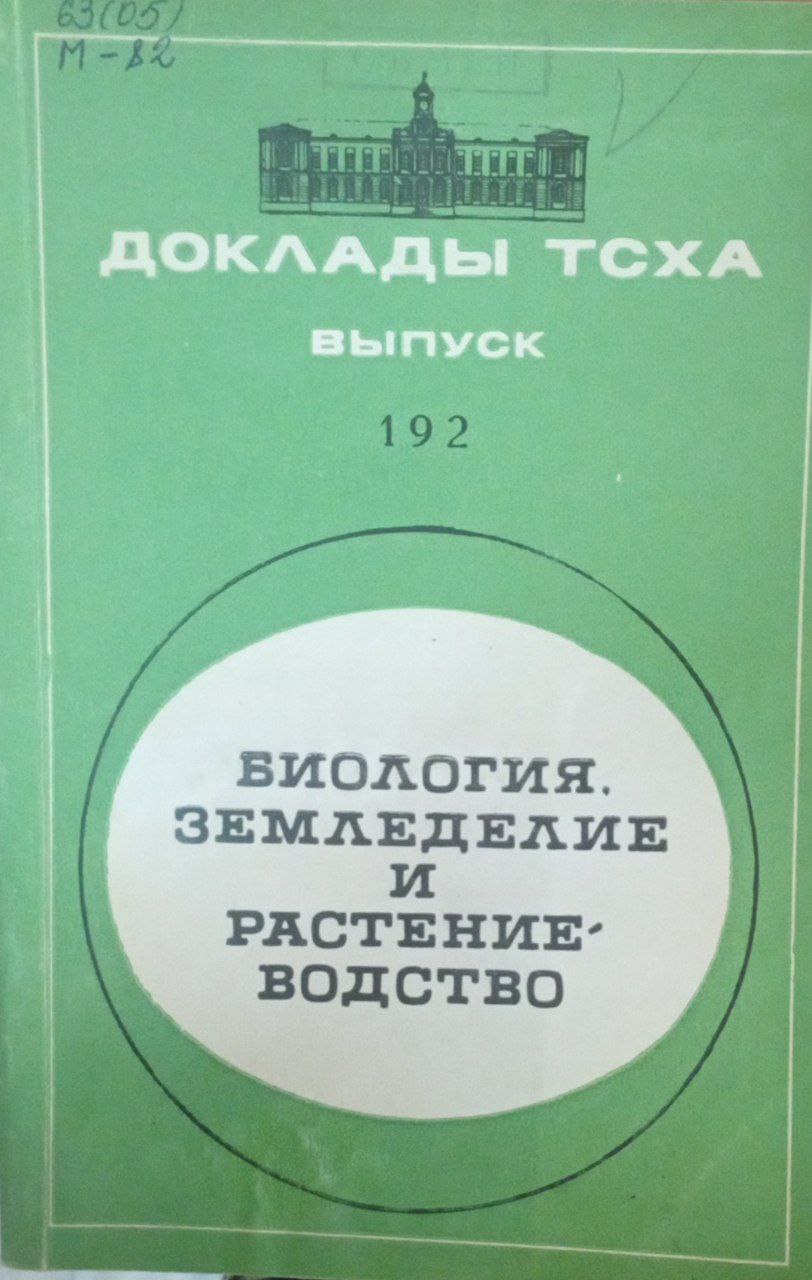 63(05)
М-82
ДОКЛАДЫ ТСХА
ВЫПУСК
192
БИОЛОГИЯ,
ЗЕМЛЕДЕЛИЕ
И
РАСТЕНИЕ-
ВОДСТВО